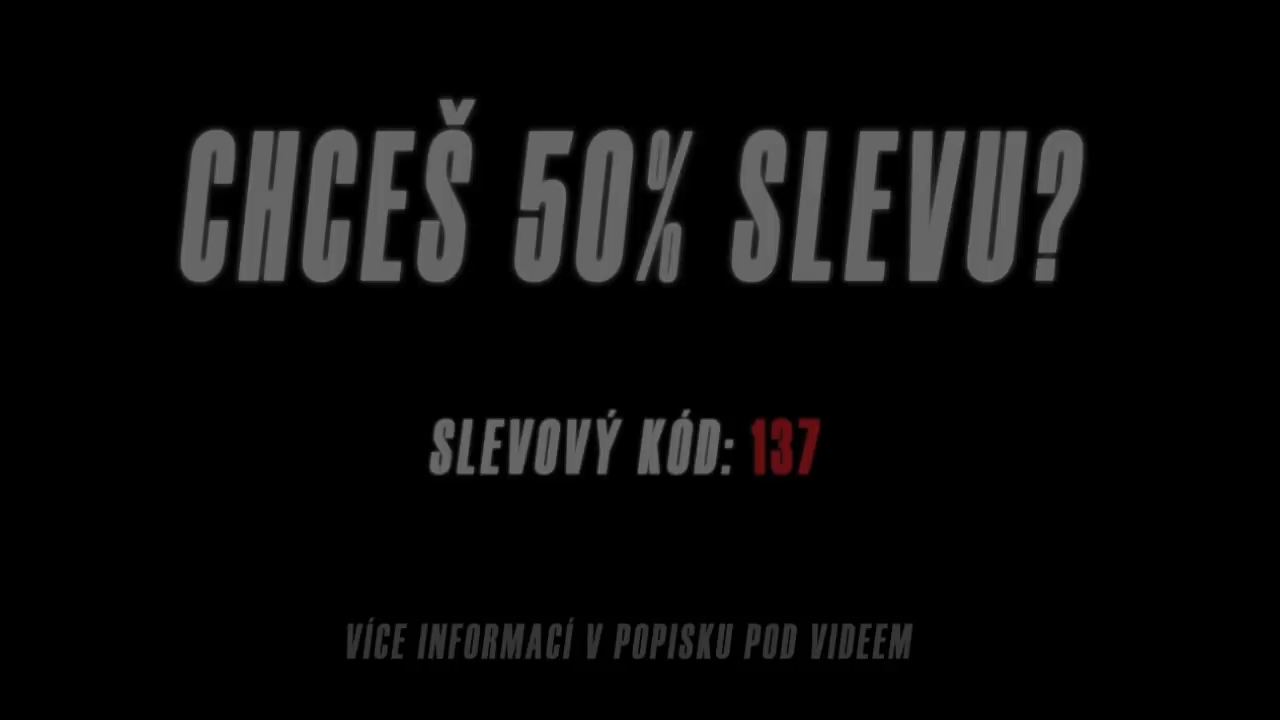 CHCEŠ 50% SLEVU?
SLEVOVÝ KÓD: 137
VÍCE INFORMACÍ V POPISKU POD VIDEEM